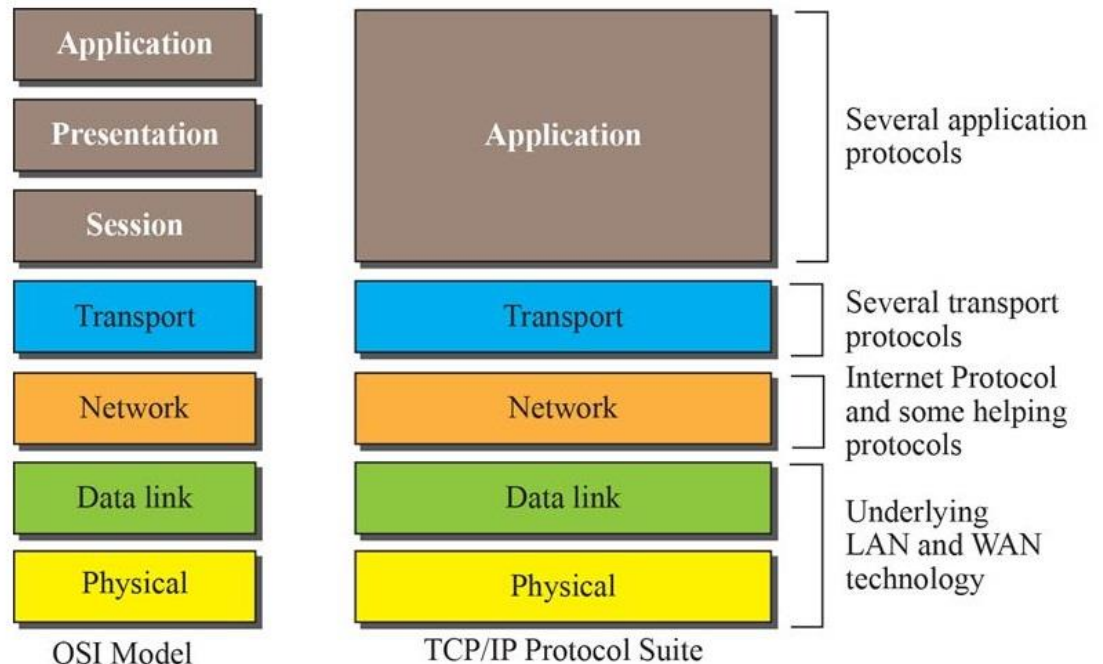 Application
Presentation
Session
Transport
Network
Data link
Physical
OSI Model
Application
Transport
Network
Data link
Physical
TCP/IP Protocol Suite
Several application
protocols
Several transport
protocols
Internet Protocol
and some helping
protocols
Underlying
LAN and WAN
technology